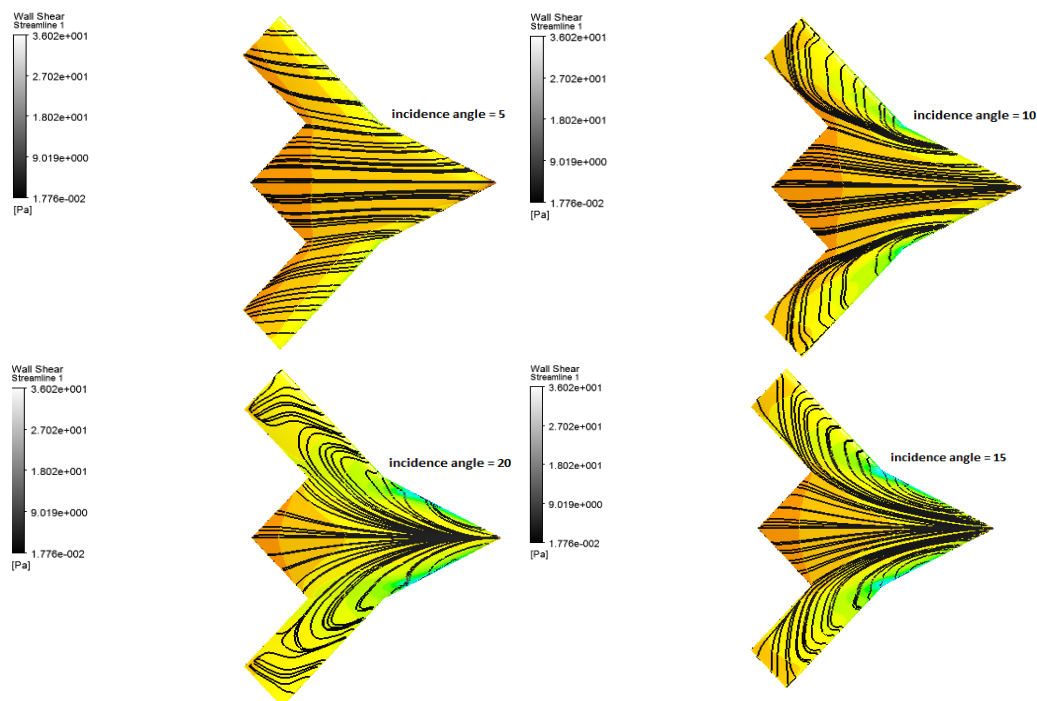 Wall Shear
Streamline 1
3.602e+001
2.702e+001
1.802e+001
9.019e+000
1.776e-002
[Pa]
incidence angle = 5
Wall Shear
Streamline 1
3.602e+001
2.702e+001
1.802e+001
9.019e+000
1.776e-002
[Pa]
incidence angle = 10
Wall Shear
Streamline 1
3.602e+001
2.702e+001
1.802e+001
9.019e+000
1.776e-002
[Pa]
incidence angle = 20
Wall Shear
Streamline 1
3.602e+001
2.702e+001
1.802e+001
9.019e+000
1.776e-002
[Pa]
incidence angle = 15